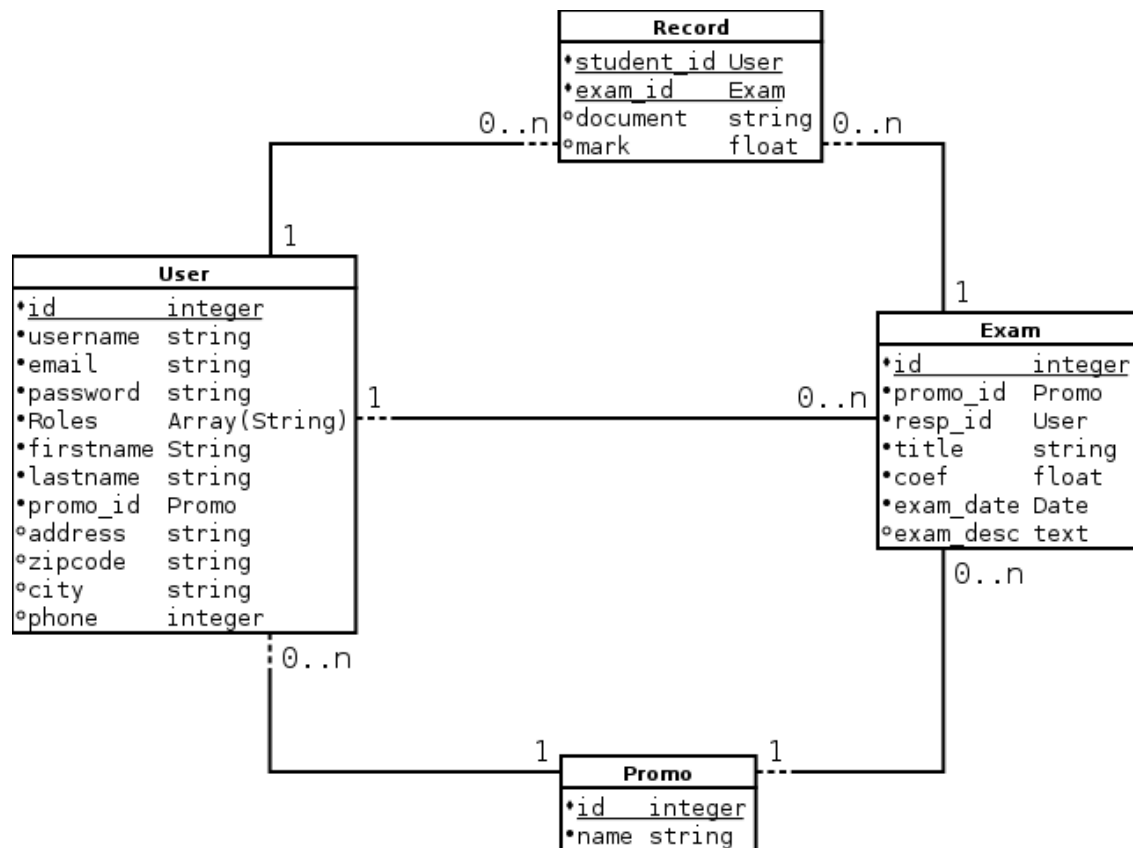 Record
student_id User
exam_id Exam
document string
mark float
0..n
0..n
1
1
User
id integer
username string
email string
password string
Roles Array(String)
firstname String
lastname string
promo_id Promo
address string
zipcode string
city string
phone integer
1
0..n
Exam
id integer
promo_id Promo
resp_id User
title string
coef float
exam_date Date
exam_desc text
0..n
0..n
1
1
Promo
id integer
name string